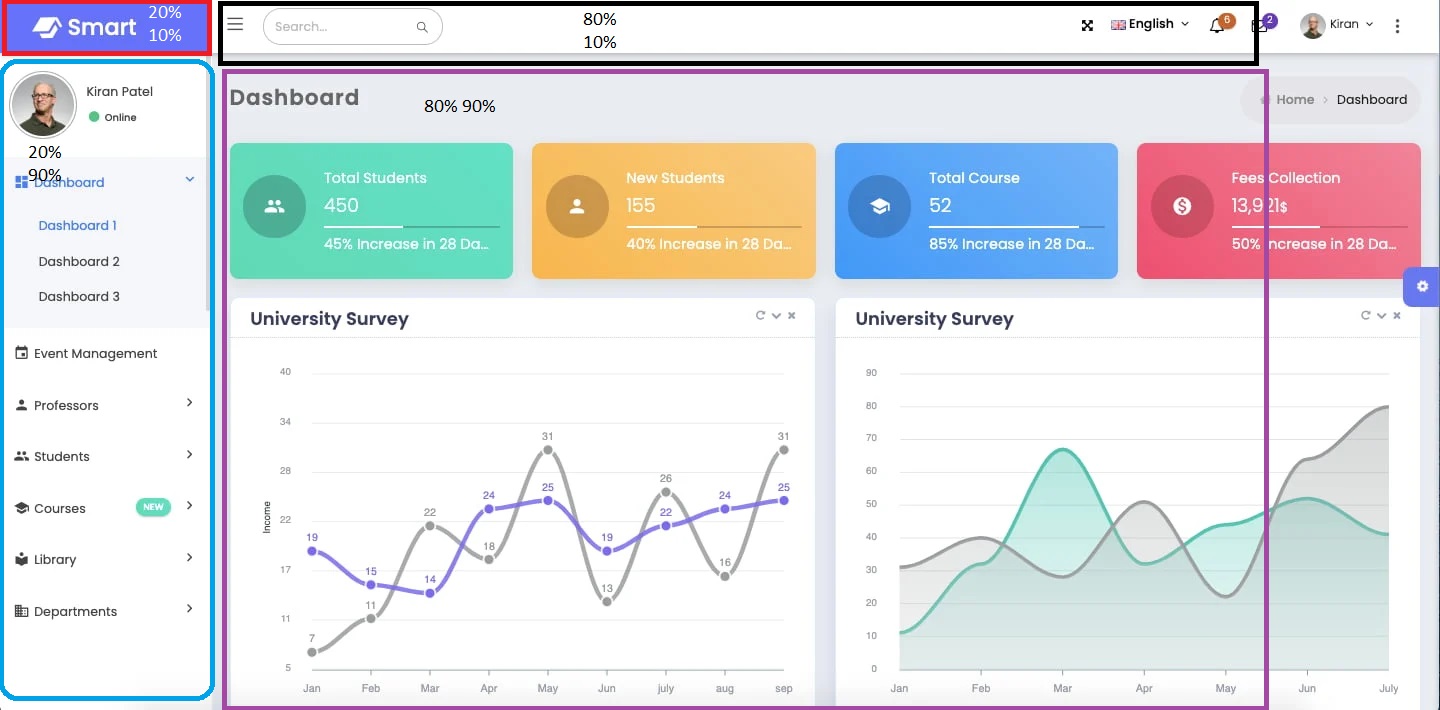 Smart
20%
10%
Search...
80%
10%
English
6
2
Kiran
Kiran Patel
Online
20%
90%
Dashboard
Dashboard 1
Dashboard 2
Dashboard 3
Event Management
Professors
Students
Courses
NEW
Library
Departments
Dashboard
80% 90%
Home
Dashboard
Total Students
450
45% Increase in 28 Da...
New Students
155
40% Increase in 28 Da...
Total Course
52
85% Increase in 28 Da...
Fees Collection
13,921$
50% Increase in 28 Da...
University Survey
40
34
28
22
17
11
5
Income
19
15
14
24
25
19
22
24
25
7
11
22
18
31
13
26
16
31
Jan Feb Mar Apr May Jun july aug sep
University Survey
90
80
70
60
50
40
30
20
10
0
Jan Feb Mar Apr May Jun July